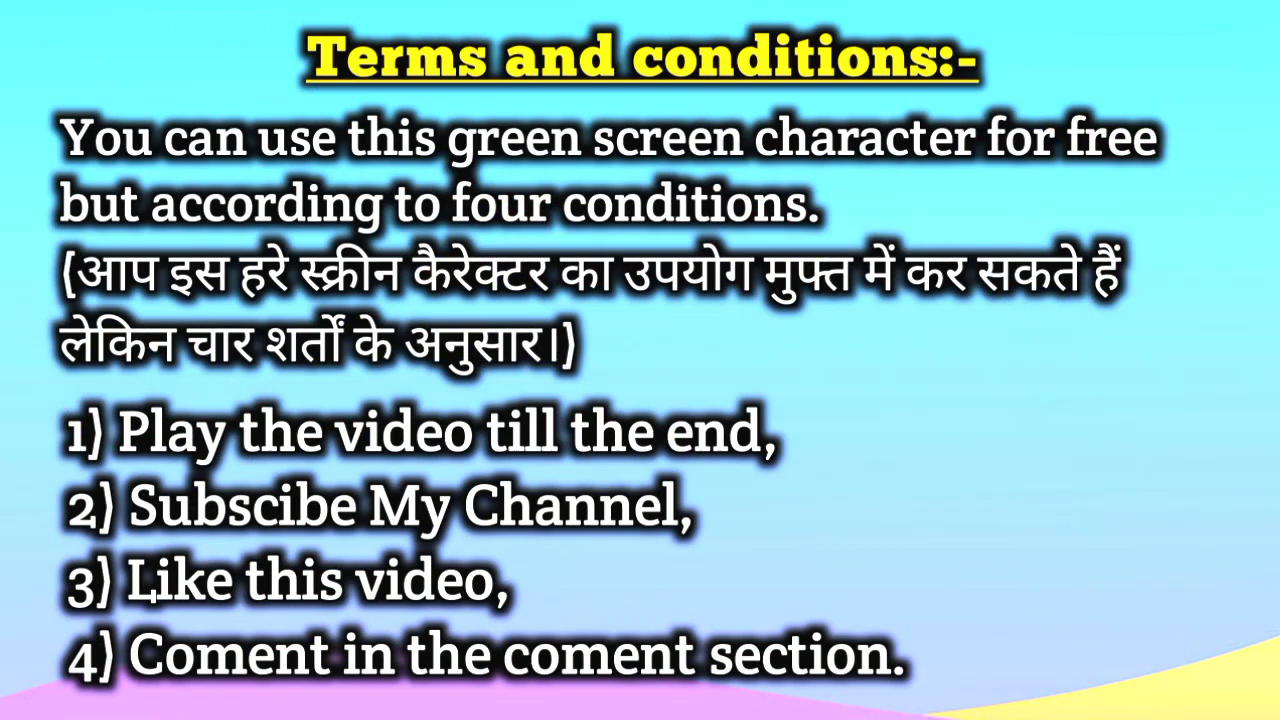 Terms and conditions:-
You can use this green screen character for free
but according to four conditions.
(आप इस हरे स्क्रीन कैरेक्टर का उपयोग मुफ्त में कर सकते हैं
लेकिन चार शर्तों के अनुसार।)
1) Play the video till the end,
2) Subscibe My Channel,
3) Like this video,
4) Coment in the coment section.